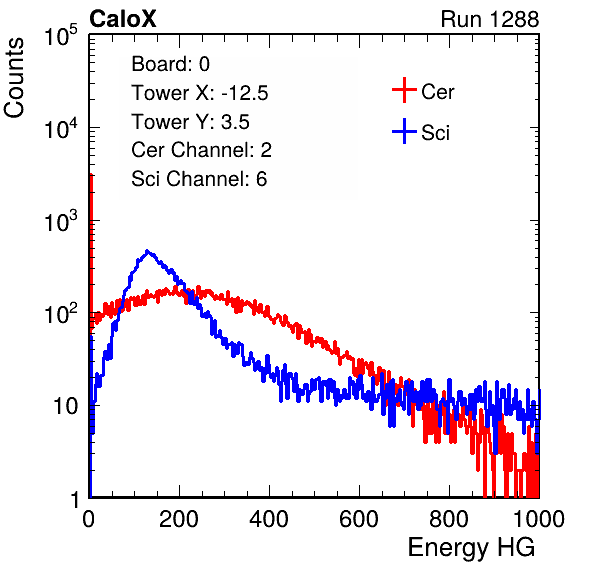 CaloX Run 1288
Counts
10^5
10^4
10^3
10^2
10
1
Board: 0
Tower X: -12.5
Tower Y: 3.5
Cer Channel: 2
Sci Channel: 6
Cer
Sci
0 200 400 600 800 1000
Energy HG